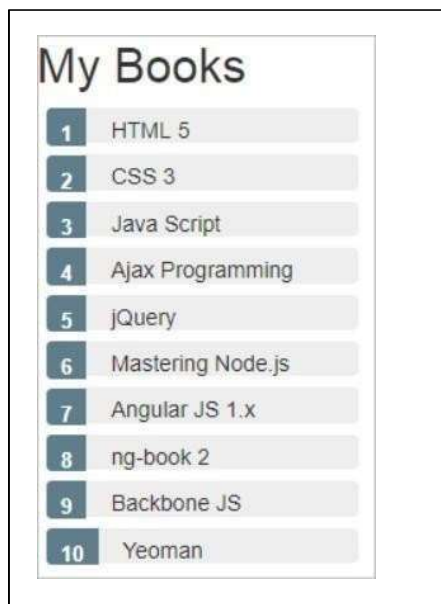 My Books
1 HTML 5
2 CSS 3
3 Java Script
4 Ajax Programming
5 jQuery
6 Mastering Node.js
7 Angular JS 1.x
8 ng-book 2
9 Backbone JS
10 Yeoman